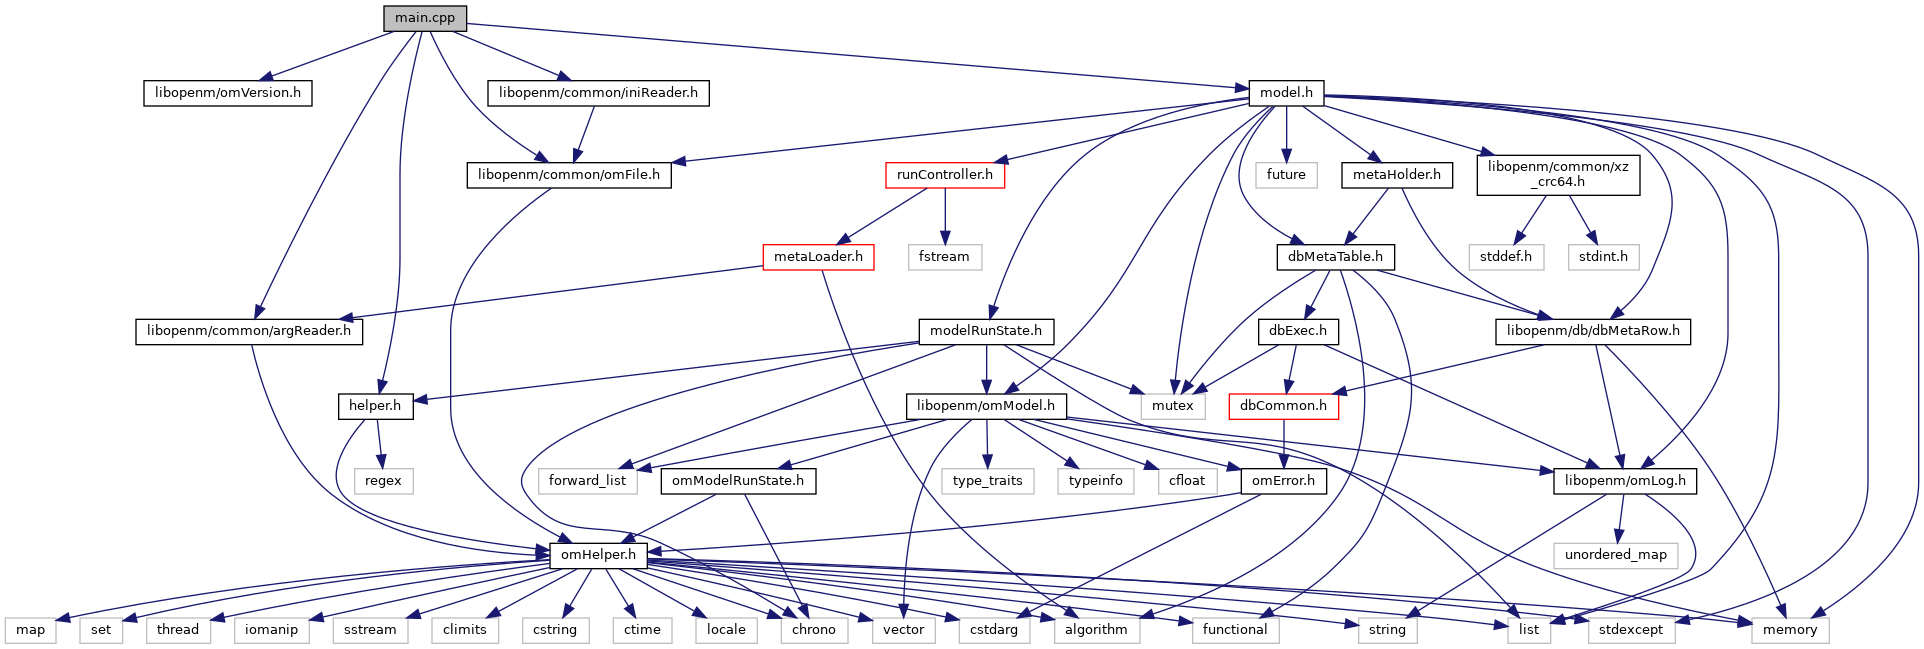 main.cpp
libopenm/omVersion.h
libopenm/common/iniReader.h
model.h
libopenm/common/omFile.h
runController.h
future
metaHolder.h
libopenm/common/xz
_crc64.h
metaLoader.h
fstream
dbMetaTable.h
stddef.h
stdint.h
libopenm/common/argReader.h
modelRunState.h
dbExec.h
libopenm/db/dbMetaRow.h
helper.h
libopenm/omModel.h
mutex
dbCommon.h
regex
forward_list
omModelRunState.h
type_traits
typeinfo
cfloat
omError.h
libopenm/omLog.h
omHelper.h
unordered_map
map
set
thread
iomanip
sstream
climits
cstring
ctime
locale
chrono
vector
cstdarg
algorithm
functional
string
list
stdexcept
memory